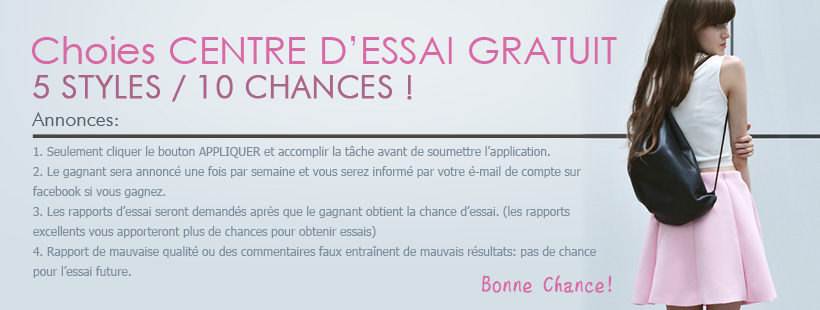 Choies CENTRE D’ESSAI GRATUIT
5 STYLES / 10 CHANCES !
Annonces:
1. Seulement cliquer le bouton APPLIQUER et accomplir la tâche avant de soumettre l’application.
2. Le gagnant sera annoncé une fois par semaine et vous serez informé par votre é-mail de compte sur
facebook si vous gagnez.
3. Les rapports d’essai seront demandés après que le gagnant obtient la chance d’essai. (les rapports
excellents vous apporteront plus de chances pour obtenir essais)
4. Rapport de mauvaise qualité ou des commentaires faux entraînent de mauvais résultats: pas de chance
pour l’essai future.
Bonne Chance!